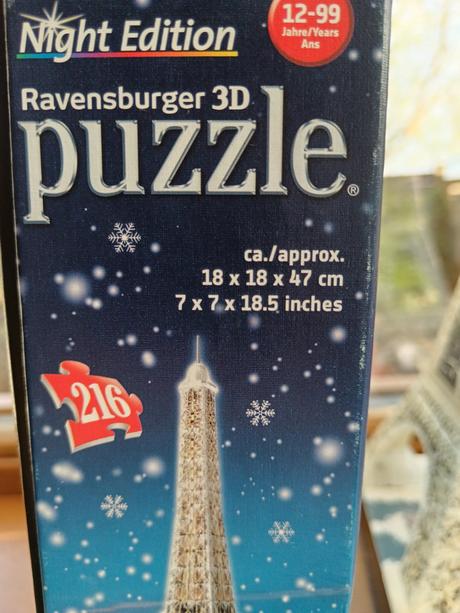 12-99
Jahre/Years
Ans
Night Edition
Ravensburger 3D
puzzle®
ca./approx.
18 x 18 x 47 cm
7 x 7 x 18.5 inches
216